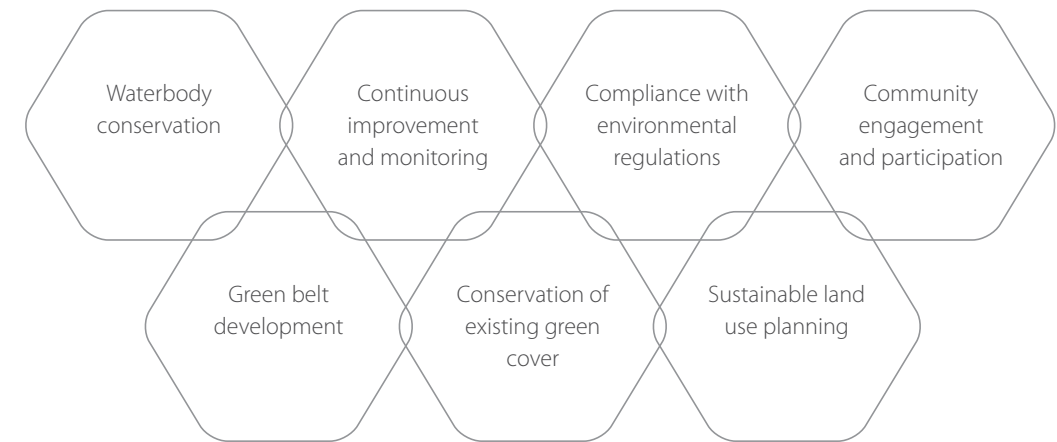 Waterbody
conservation
Continuous
improvement
and monitoring
Compliance with
environmental
regulations
Community
engagement
and participation
Green belt
development
Conservation of
existing green
cover
Sustainable land
use planning